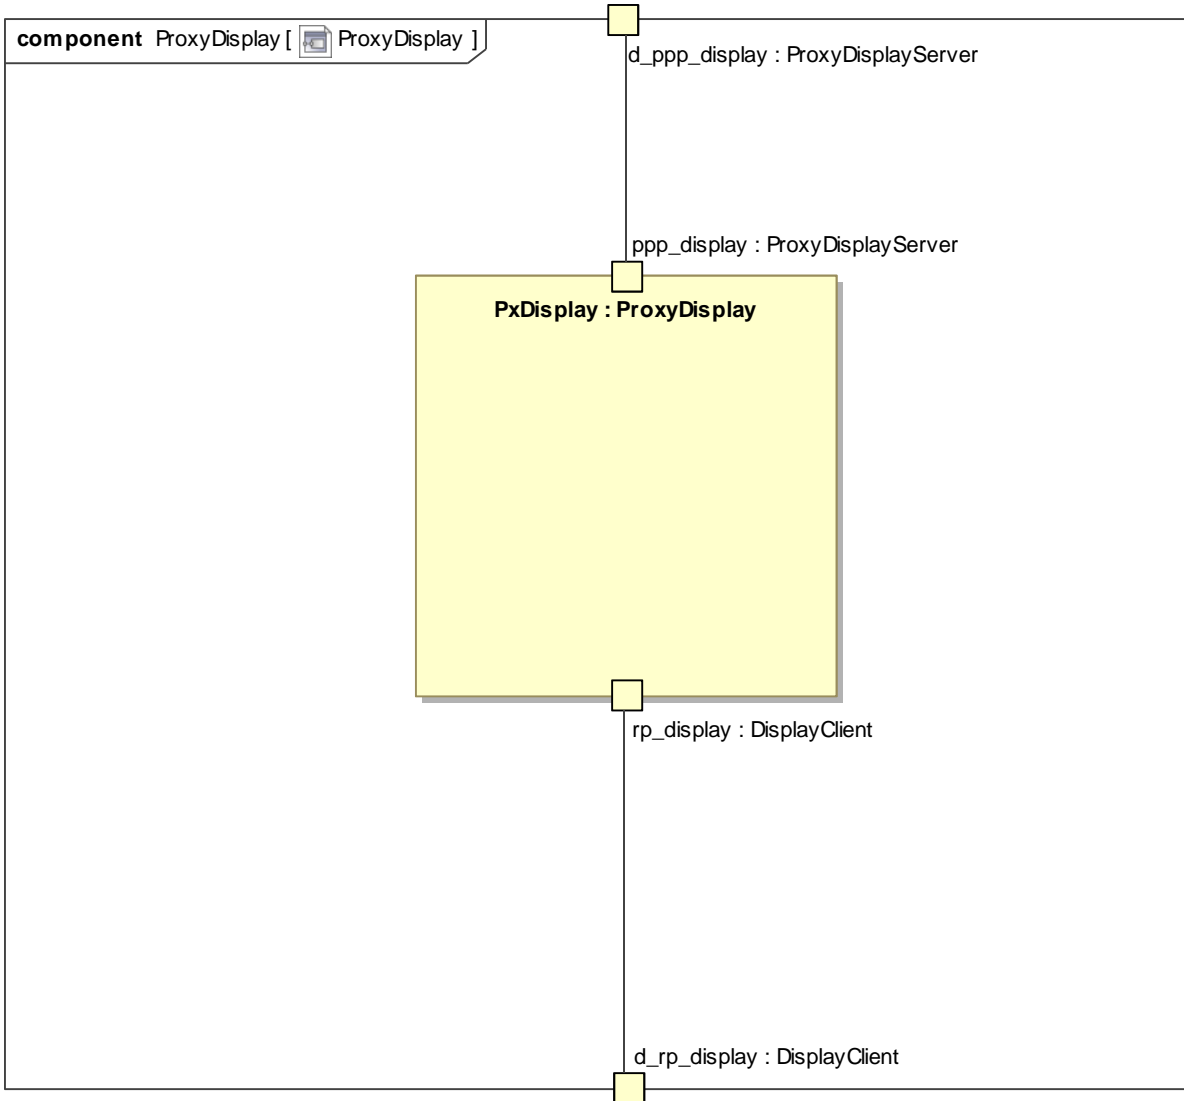 component ProxyDisplay [ ProxyDisplay ]
d_ppp_display : ProxyDisplayServer
ppp_display : ProxyDisplayServer
PxDisplay : ProxyDisplay
rp_display : DisplayClient
d_rp_display : DisplayClient